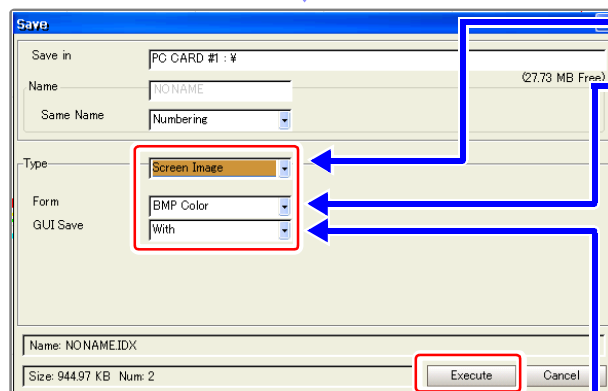 Save
Save in PC CARD #1 : ¥
(27.73 MB Free)
Name NONAME
Same Name Numbering
Type Screen Image
Form BMP Color
GUI Save With
Name: NONAME.IDX
Size: 944.97 KB Num: 2 Execute Cancel